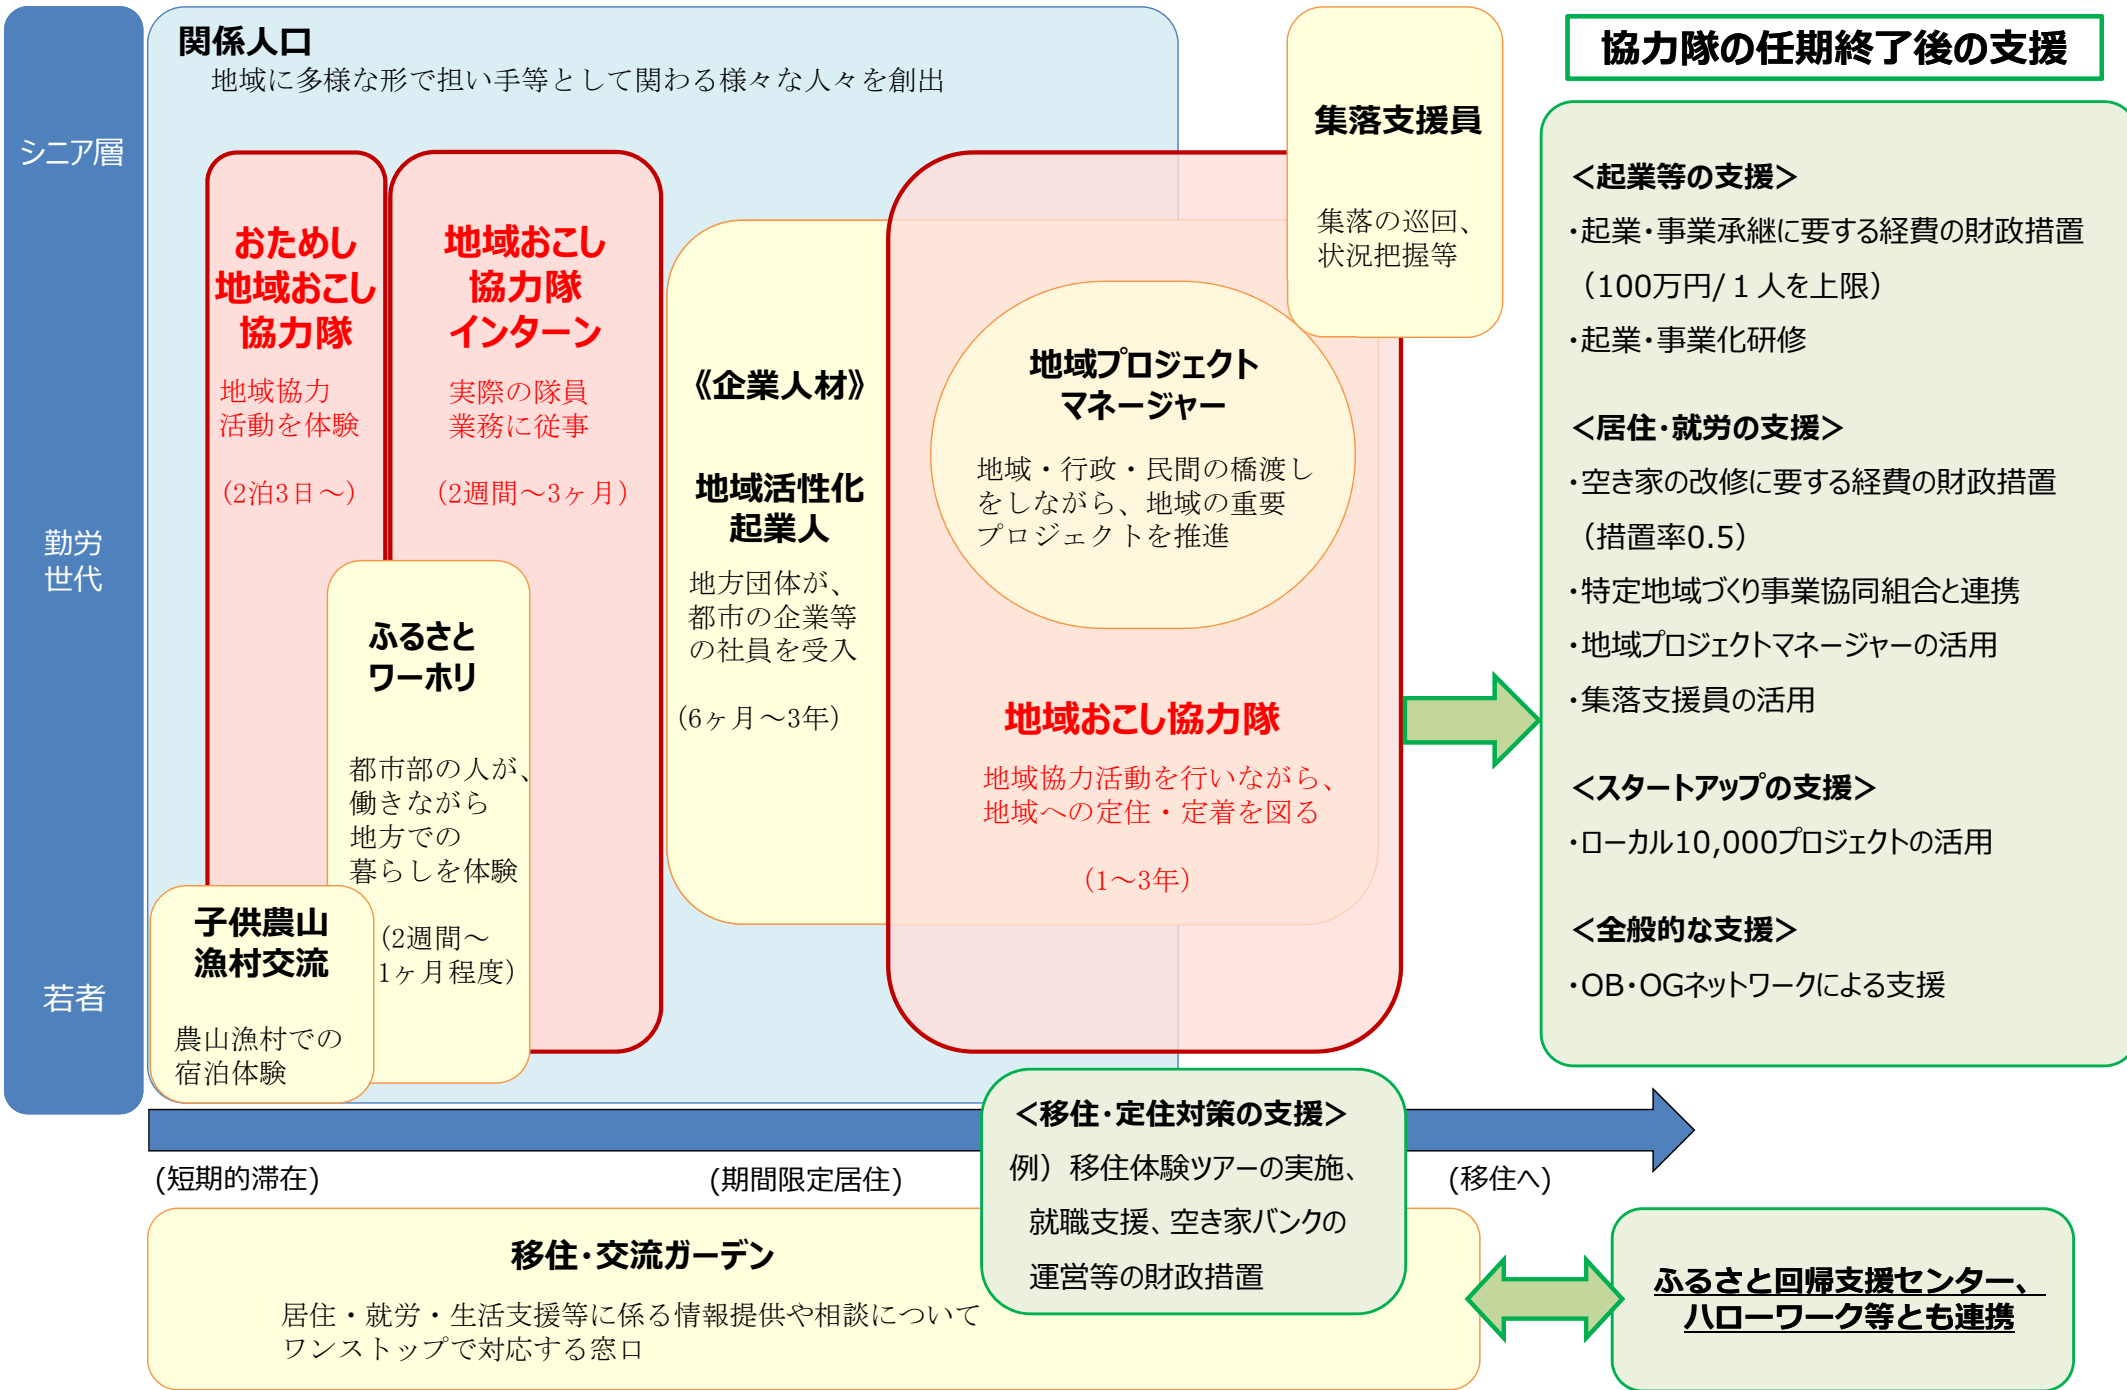 シニア層
勤労
世代
若者
関係人口
地域に多様な形で担い手等として関わる様々な人々を創出
おためし
地域おこし
協力隊
地域協力
活動を体験
(2泊3日～)
地域おこし
協力隊
インターン
実際の隊員
業務に従事
(2週間～3ヶ月)
ふるさと
ワーホリ
都市部の人が、
働きながら
地方での
暮らしを体験
(2週間～
1ヶ月程度)
子供農山
漁村交流
農山漁村での
宿泊体験
《企業人材》
地域活性化
起業人
地方団体が、
都市の企業等
の社員を受入
(6ヶ月～3年)
地域プロジェクト
マネージャー
地域・行政・民間の橋渡し
をしながら、地域の重要
プロジェクトを推進
地域おこし協力隊
地域協力活動を行いながら、
地域への定住・定着を図る
(1～3年)
集落支援員
集落の巡回、
状況把握等
協力隊の任期終了後の支援
＜起業等の支援＞
・起業・事業承継に要する経費の財政措置
（100万円/１人を上限）
・起業・事業化研修
＜居住・就労の支援＞
・空き家の改修に要する経費の財政措置
（措置率0.5）
・特定地域づくり事業協同組合と連携
・地域プロジェクトマネージャーの活用
・集落支援員の活用
＜スタートアップの支援＞
・ローカル10,000プロジェクトの活用
＜全般的な支援＞
・OB・OGネットワークによる支援
(短期的滞在)
(期間限定居住)
(移住へ)
＜移住・定住対策の支援＞
例）移住体験ツアーの実施、
就職支援、空き家バンクの
運営等の財政措置
移住・交流ガーデン
居住・就労・生活支援等に係る情報提供や相談について
ワンストップで対応する窓口
ふるさと回帰支援センター、
ハローワーク等とも連携